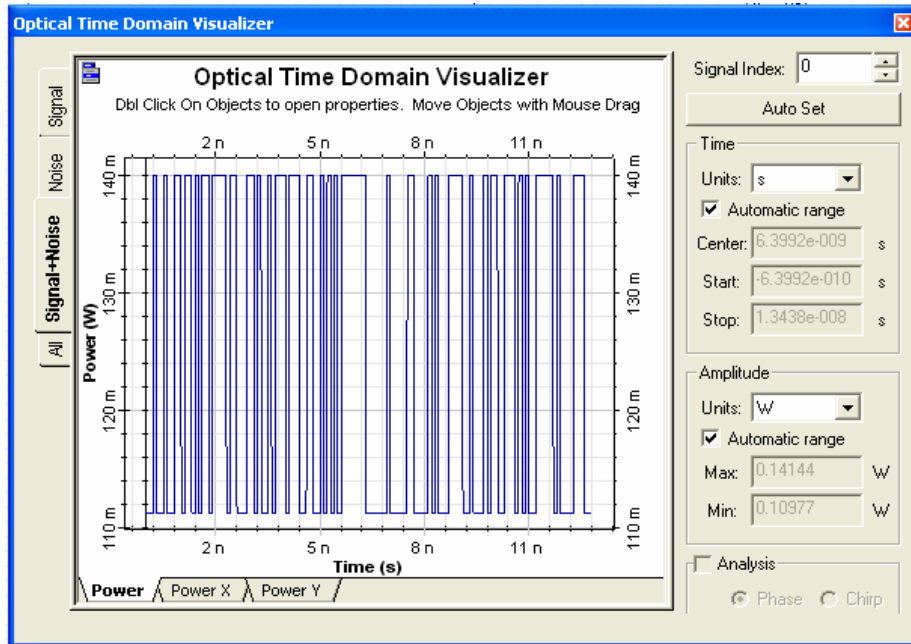 Optical Time Domain Visualizer
Signal
Noise
Signal+Noise
All
Optical Time Domain Visualizer
Dbl Click On Objects to open properties. Move Objects with Mouse Drag
2 n 5 n 8 n 11 n
140 m
130 m
120 m
110 m
Power (W)
140 m
130 m
120 m
110 m
2 n 5 n 8 n 11 n
Time (s)
Power Power X Power Y
Signal Index: 0
Auto Set
Time
Units: s
Automatic range
Center: 6.3992e-009 s
Start: -6.3992e-010 s
Stop: 1.3438e-008 s
Amplitude
Units: W
Automatic range
Max: 0.14144 W
Min: 0.10977 W
Analysis
Phase Chirp